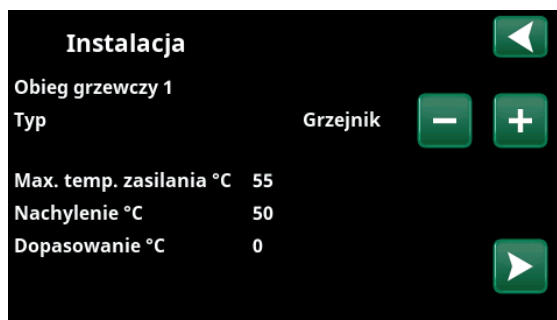 Instalacja
Obieg grzewczy 1
Typ Grzejnik
Max. temp. zasilania °C 55
Nachylenie °C 50
Dopasowanie °C 0